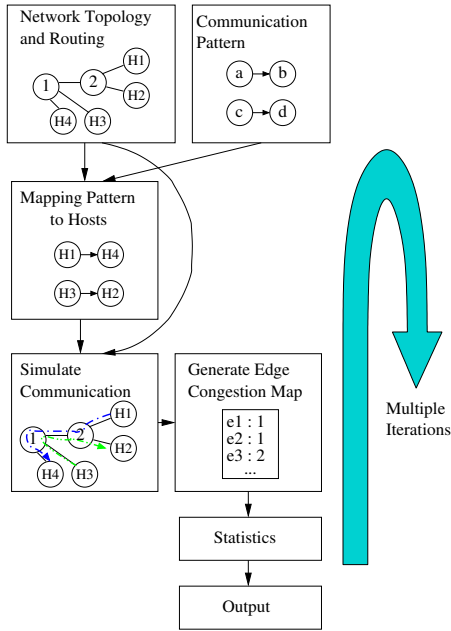 Network Topology
and Routing
H1
1
2
H2
H4
H3
Communication
Pattern
a
b
c
d
Mapping Pattern
to Hosts
H1
H4
H3
H2
Simulate
Communication
H1
1
2
H2
H4
H3
Generate Edge
Congestion Map
e1 : 1
e2 : 1
e3 : 2
...
Multiple
Iterations
Statistics
Output